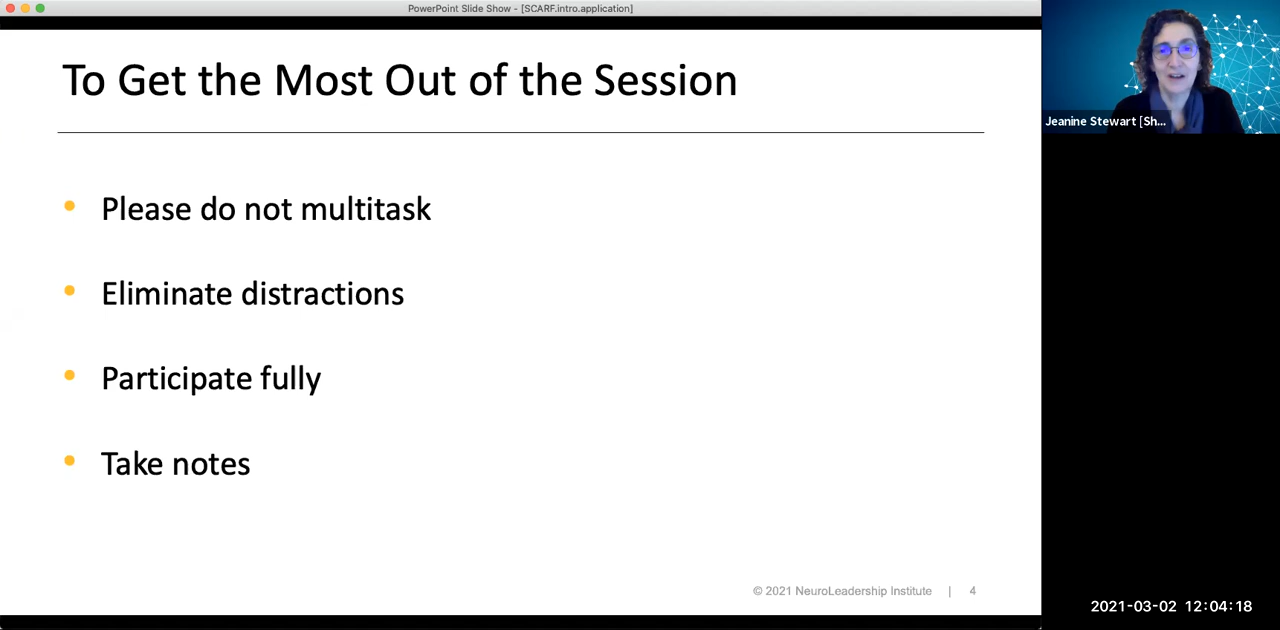 PowerPoint Slide Show - [SCARF.intro.application]
To Get the Most Out of the Session
• Please do not multitask
• Eliminate distractions
• Participate fully
• Take notes
© 2021 NeuroLeadership Institute | 4
Jeanine Stewart [Sh...
2021-03-02 12:04:18